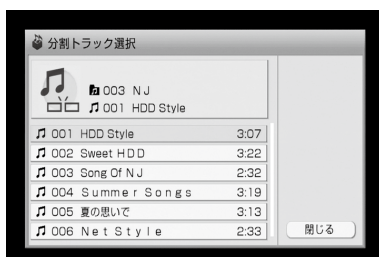 分割トラック選択
003 NJ
001 HDD Style
001 HDD Style 3:07
002 Sweet HDD 3:22
003 Song Of NJ 2:32
004 Summer Songs 3:19
005 夏の思いで 3:13
006 Net Style 2:33
閉じる